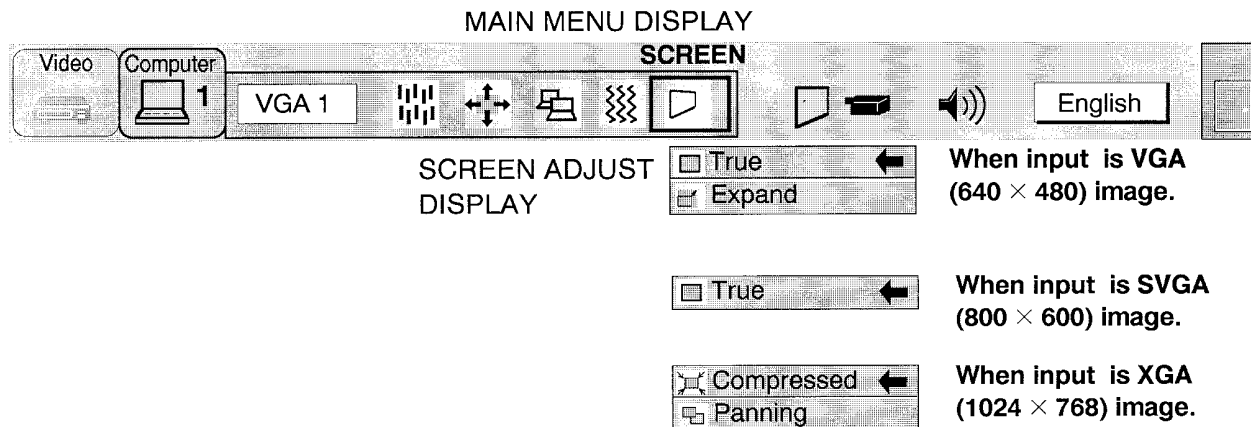 MAIN MENU DISPLAY
SCREEN
Video
Computer
1
VGA 1
English
SCREEN ADJUST
DISPLAY
True
Expand
When input is VGA
(640 × 480) image.
True
When input is SVGA
(800 × 600) image.
Compressed
Panning
When input is XGA
(1024 × 768) image.